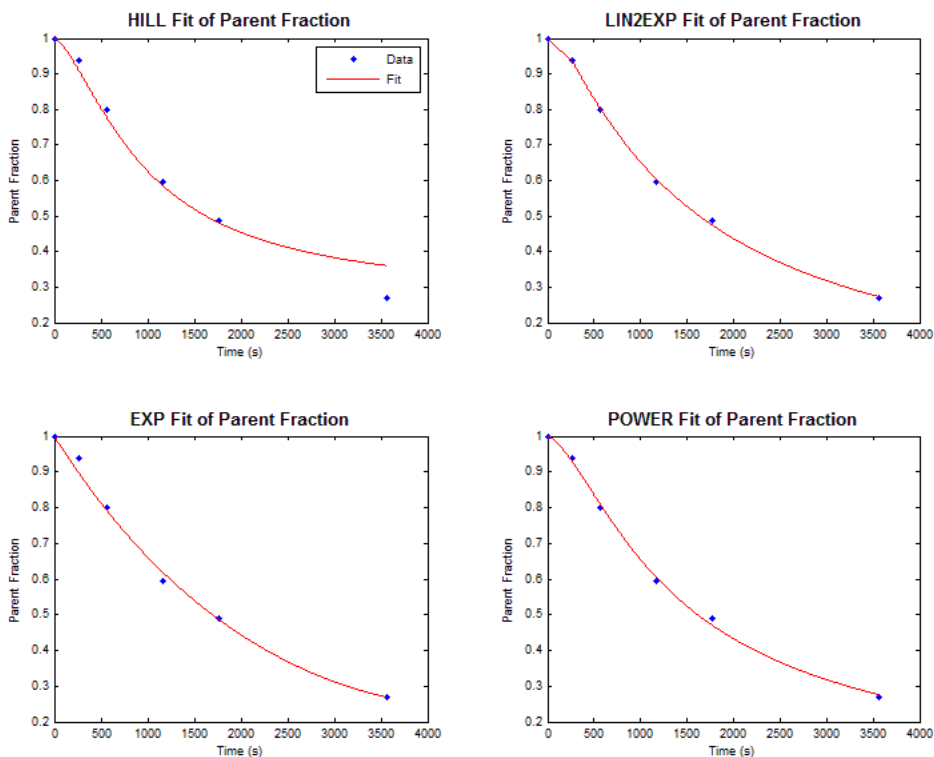 HILL Fit of Parent Fraction
1
0.9
0.8
0.7
0.6
0.5
0.4
0.3
0.2
Parent Fraction
Data
Fit
0 500 1000 1500 2000 2500 3000 3500 4000
Time (s)
LIN2EXP Fit of Parent Fraction
1
0.9
0.8
0.7
0.6
0.5
0.4
0.3
0.2
Parent Fraction
0 500 1000 1500 2000 2500 3000 3500 4000
Time (s)
EXP Fit of Parent Fraction
1
0.9
0.8
0.7
0.6
0.5
0.4
0.3
0.2
Parent Fraction
0 500 1000 1500 2000 2500 3000 3500 4000
Time (s)
POWER Fit of Parent Fraction
1
0.9
0.8
0.7
0.6
0.5
0.4
0.3
0.2
Parent Fraction
0 500 1000 1500 2000 2500 3000 3500 4000
Time (s)